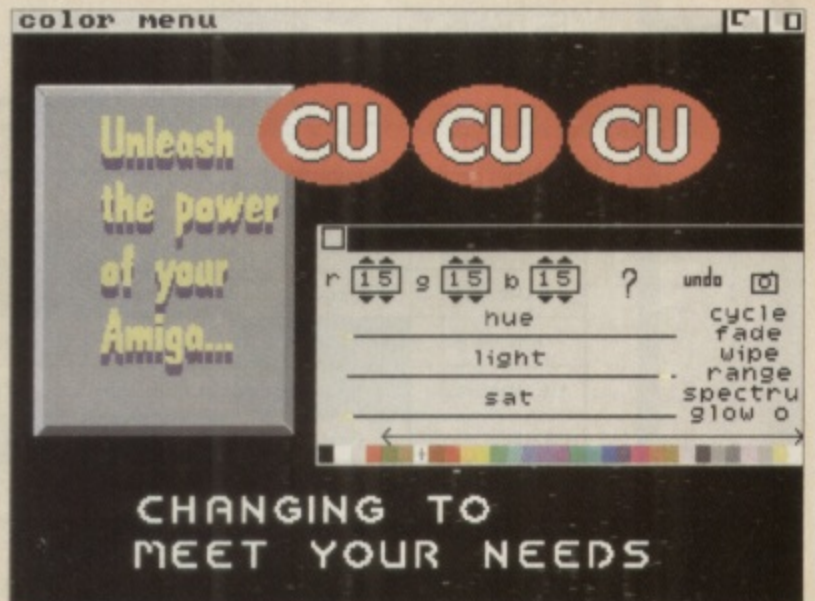 color menu
Unleash
the power
of your
Amiga...
CU CU CU
r 15 g 15 b 15 ? undo
hue
light
sat
cycle
fade
wipe
range
spectru
glow o
CHANGING TO
MEET YOUR NEEDS